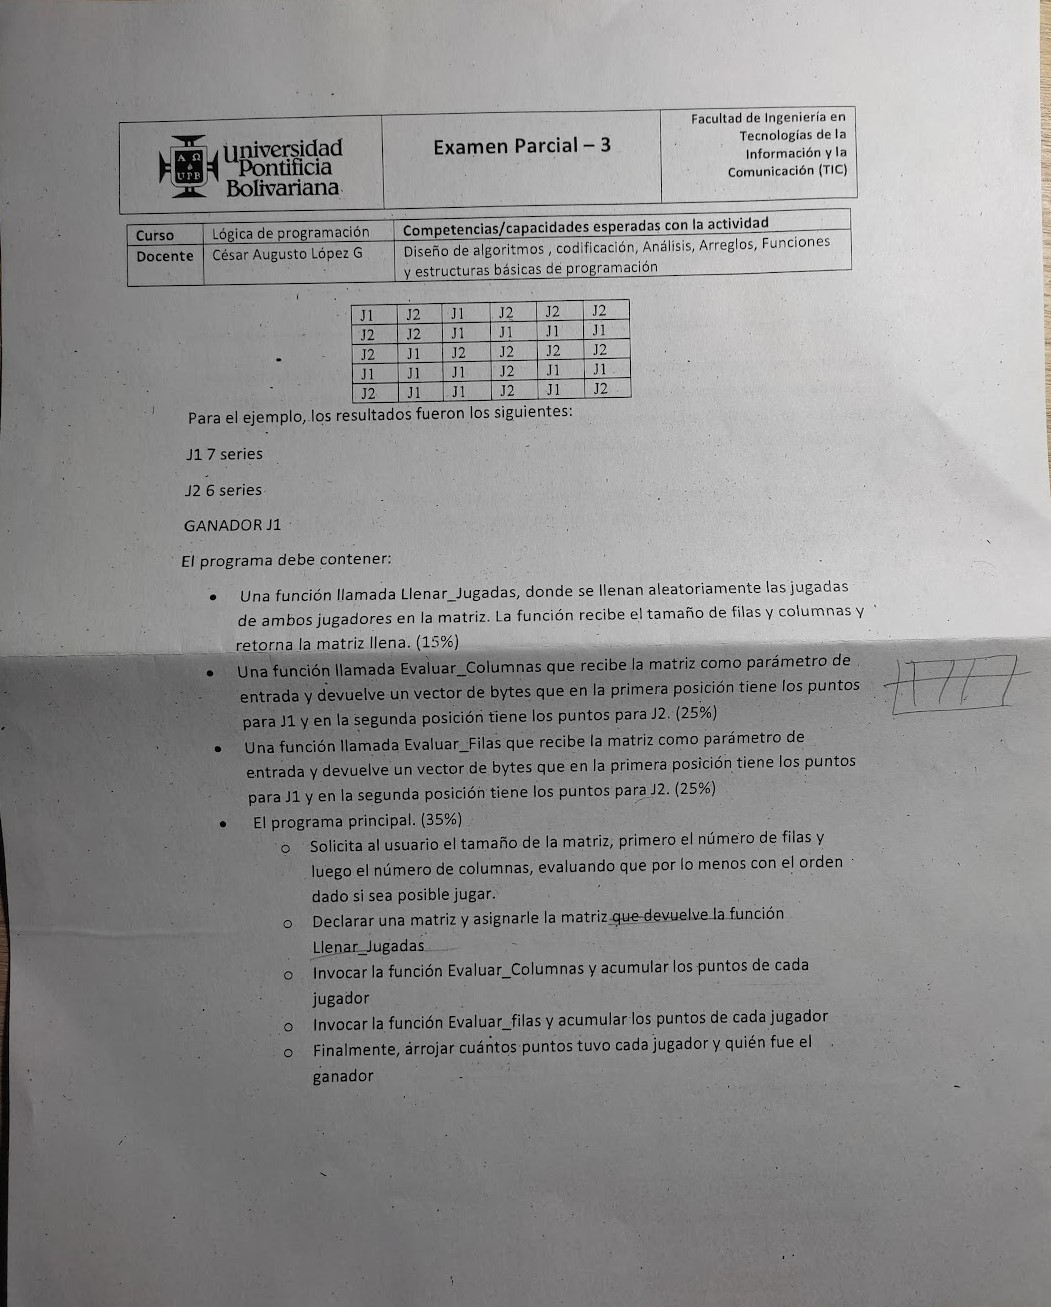 Universidad
Pontificia
Bolivariana
Examen Parcial – 3
Facultad de Ingeniería en
Tecnologías de la
Información y la
Comunicación (TIC)
A Ω
UPB
Curso Lógica de programación Competencias/capacidades esperadas con la actividad
Docente César Augusto López G Diseño de algoritmos , codificación, Análisis, Arreglos, Funciones
y estructuras básicas de programación
J1 J2 J1 J2 J2 J2
J2 J2 J1 J1 J1 J1
J2 J1 J2 J2 J2 J2
J1 J1 J1 J2 J1 J1
J2 J1 J1 J2 J1 J2
Para el ejemplo, los resultados fueron los siguientes:
J1 7 series
J2 6 series
GANADOR J1
El programa debe contener:
• Una función llamada Llenar_Jugadas, donde se llenan aleatoriamente las jugadas
de ambos jugadores en la matriz. La función recibe el tamaño de filas y columnas y
retorna la matriz llena. (15%)
• Una función llamada Evaluar_Columnas que recibe la matriz como parámetro de
entrada y devuelve un vector de bytes que en la primera posición tiene los puntos
para J1 y en la segunda posición tiene los puntos para J2. (25%)
• Una función llamada Evaluar_Filas que recibe la matriz como parámetro de
entrada y devuelve un vector de bytes que en la primera posición tiene los puntos
para J1 y en la segunda posición tiene los puntos para J2. (25%)
• El programa principal. (35%)
o Solicita al usuario el tamaño de la matriz, primero el número de filas y
luego el número de columnas, evaluando que por lo menos con el orden
dado si sea posible jugar.
o Declarar una matriz y asignarle la matriz que devuelve la función
Llenar_Jugadas
o Invocar la función Evaluar_Columnas y acumular los puntos de cada
jugador
o Invocar la función Evaluar_filas y acumular los puntos de cada jugador
o Finalmente, arrojar cuántos puntos tuvo cada jugador y quién fue el
ganador